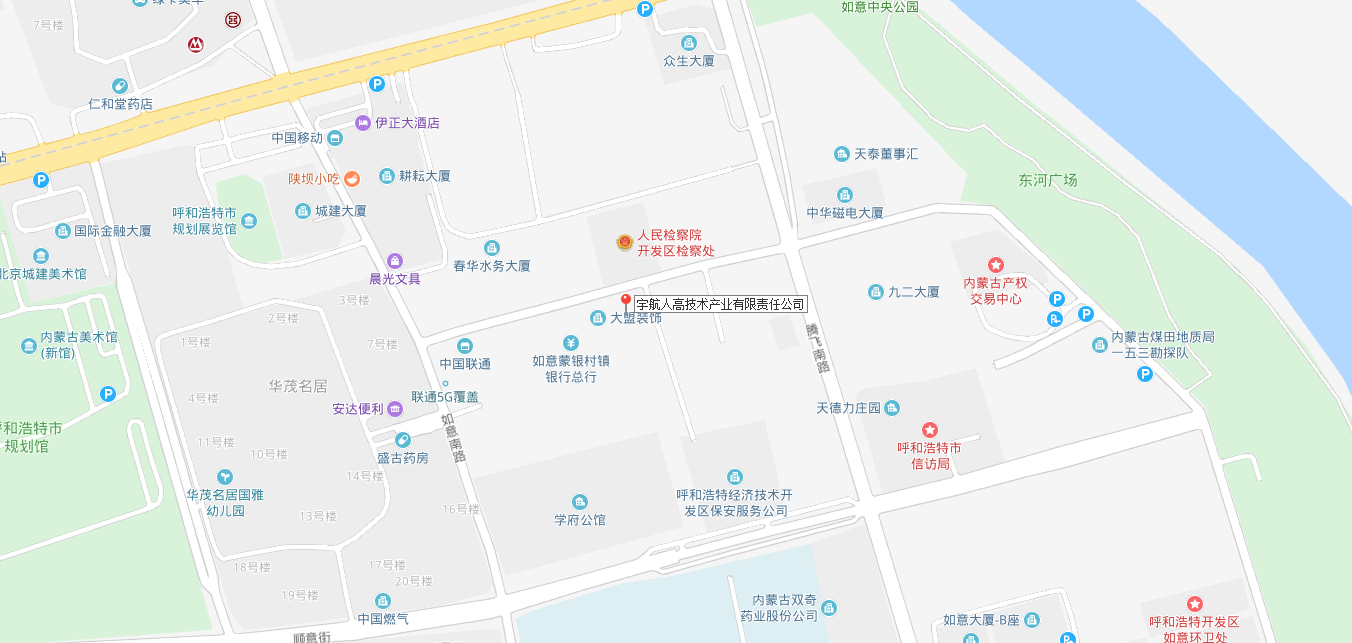 如意中央公园
7号楼
众生大厦
仁和堂药店
伊正大酒店
中国移动
天泰董事汇
陕坝小吃
耕耘大厦
东河广场
呼和浩特市
规划展览馆
城建大厦
中华磁电大厦
国际金融大厦
人民检察院
开发区检察处
北京城建美术馆
春华水务大厦
晨光文具
内蒙古产权
交易中心
九二大厦
3号楼
宇航人高技术产业有限责任公司
2号楼
大盟装饰
腾飞南路
1号楼
7号楼
内蒙古美术馆
(新馆)
内蒙古煤田地质局
一五三勘探队
中国联通
如意蒙银村镇
银行总行
华茂名居
4号楼
联通5G覆盖
安达便利
天德力庄园
如意南路
呼和浩特市
规划馆
11号楼
10号楼
盛古药房
呼和浩特市
信访局
14号楼
华茂名居国雅
幼儿园
呼和浩特经济技术开
发区保安服务公司
16号楼
13号楼
学府公馆
18号楼
17号楼
20号楼
19号楼
中国燃气
内蒙古双奇
药业股份公司
如意大厦-B座
呼和浩特开发区
如意环卫处
顺意街